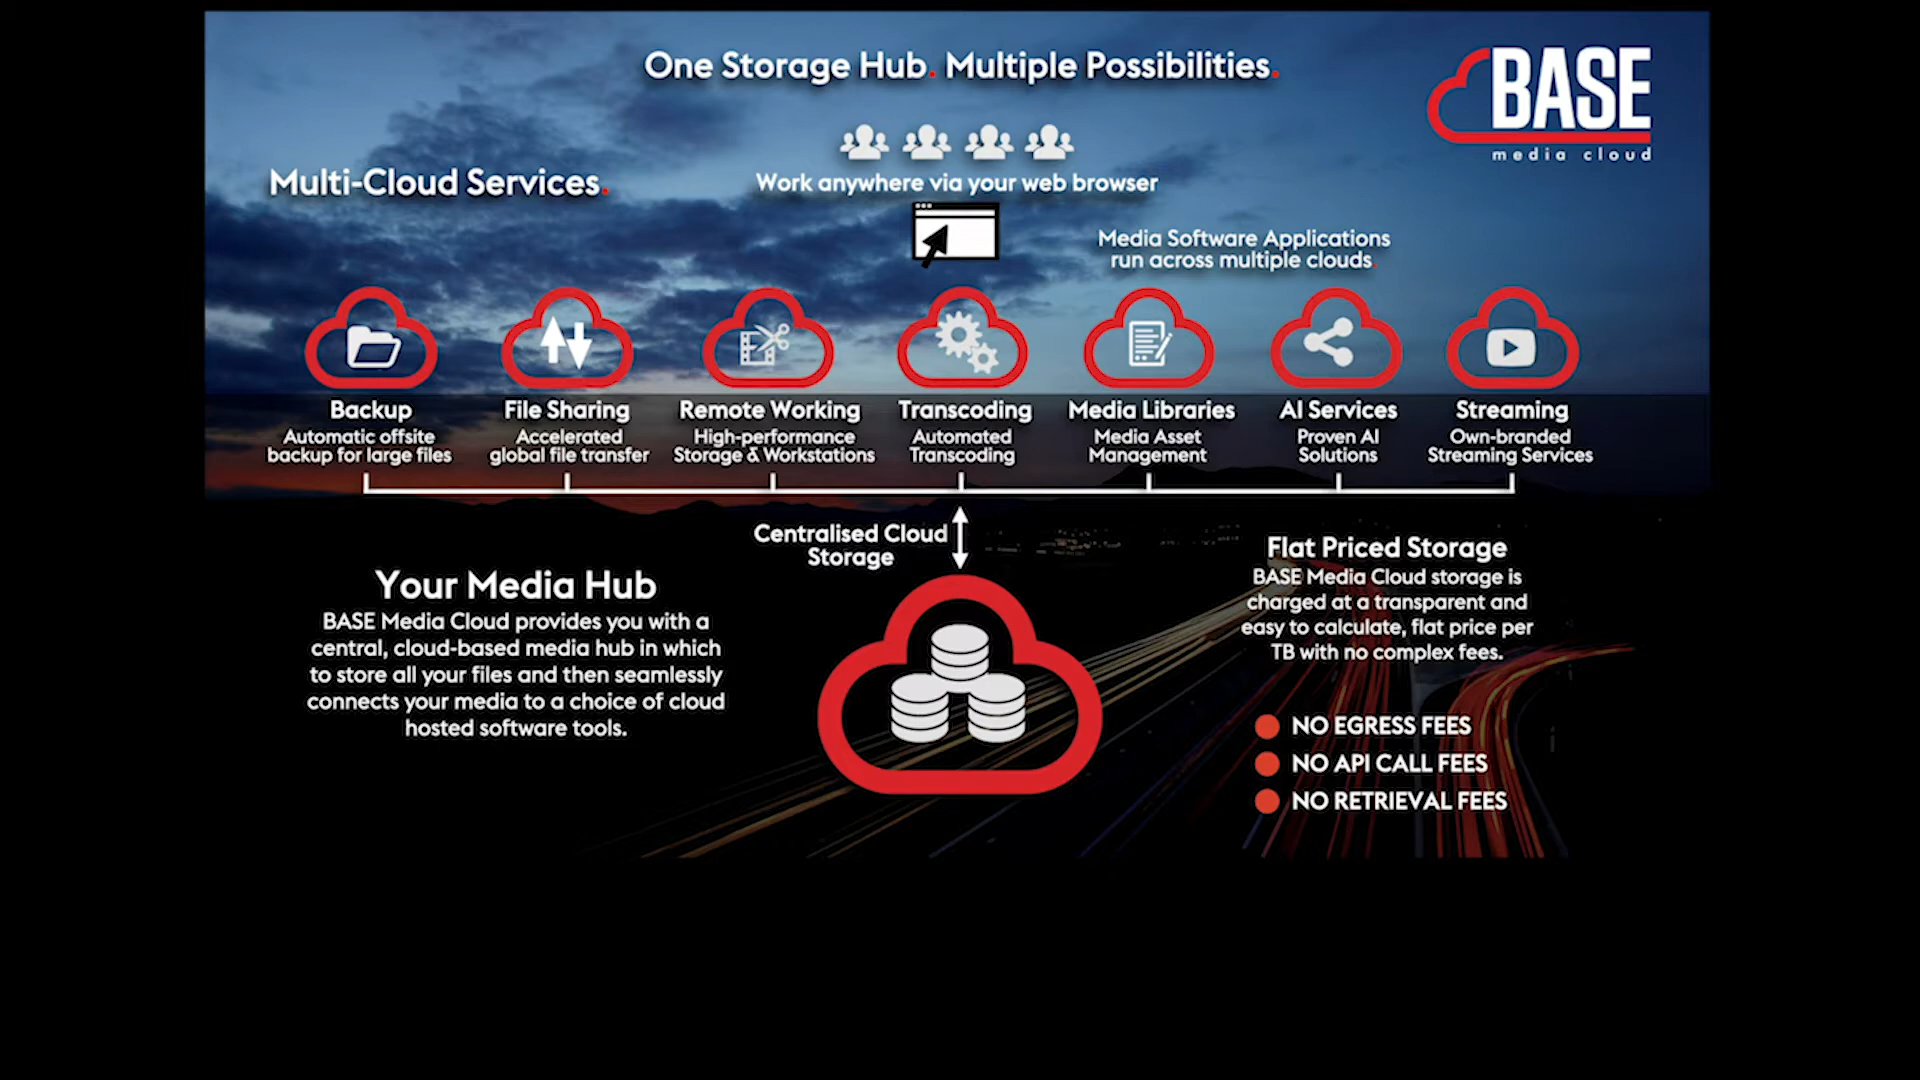 One Storage Hub. Multiple Possibilities.
BASE
media cloud
Multi-Cloud Services.
Work anywhere via your web browser
Media Software Applications
run across multiple clouds.
Backup
Automatic offsite
backup for large files
File Sharing
Accelerated
global file transfer
Remote Working
High-performance
Storage & Workstations
Transcoding
Automated
Transcoding
Media Libraries
Media Asset
Management
AI Services
Proven AI
Solutions
Streaming
Own-branded
Streaming Services
Centralised Cloud
Storage
Your Media Hub
BASE Media Cloud provides you with a
central, cloud-based media hub in which
to store all your files and then seamlessly
connects your media to a choice of cloud
hosted software tools.
Flat Priced Storage
BASE Media Cloud storage is
charged at a transparent and
easy to calculate, flat price per
TB with no complex fees.
NO EGRESS FEES
NO API CALL FEES
NO RETRIEVAL FEES